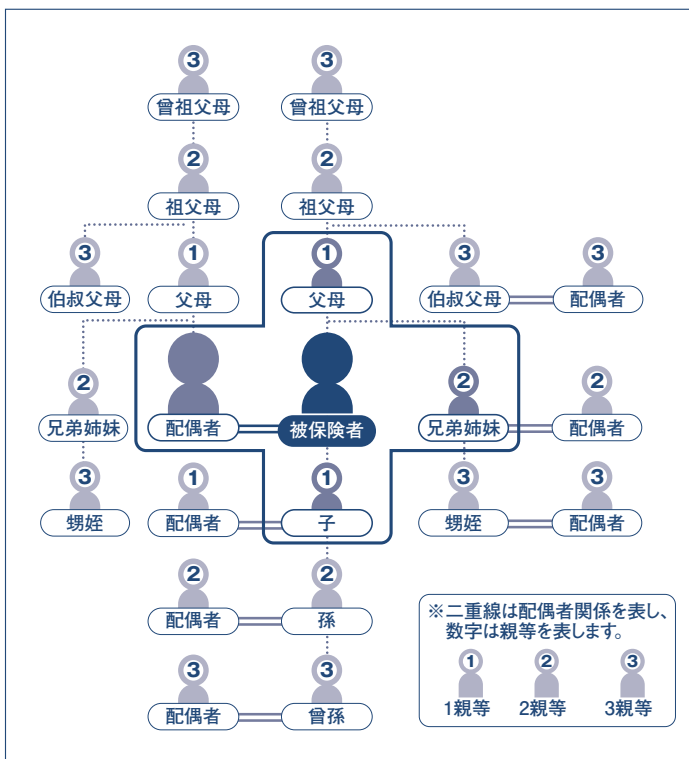 3
3
曾祖父母
曾祖父母
2
2
祖父母
祖父母
3
1
1
3
3
伯叔父母
父母
父母
伯叔父母
配偶者
2
2
2
兄弟姉妹
配偶者
被保険者
兄弟姉妹
配偶者
3
1
1
3
3
甥姪
配偶者
子
甥姪
配偶者
2
2
配偶者
孫
3
3
配偶者
曾孫
※二重線は配偶者関係を表し、
数字は親等を表します。
1
2
3
1親等
2親等
3親等